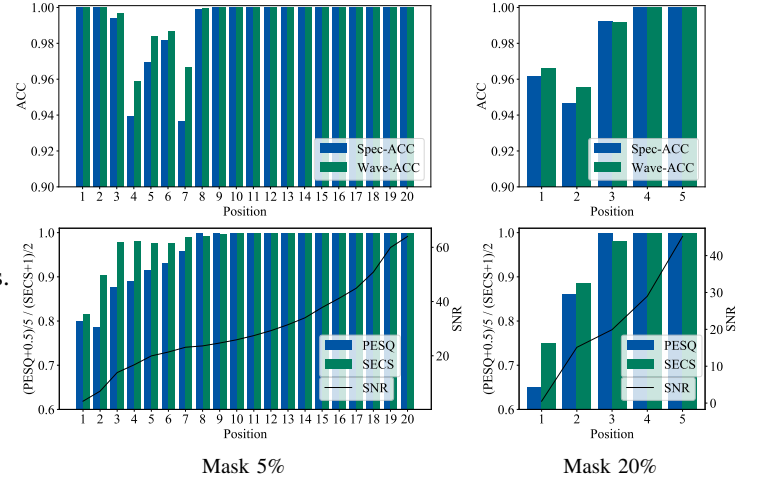 1.00
0.98
0.96
0.94
0.92
0.90
ACC
Spec-ACC
Wave-ACC
1 2 3 4 5 6 7 8 9 10 11 12 13 14 15 16 17 18 19 20
Position
1.00
0.98
0.96
0.94
0.92
0.90
ACC
Spec-ACC
Wave-ACC
1 2 3 4 5
Position
s.
1.0
0.9
0.8
0.7
0.6
(PESQ+0.5)/5 / (SECS+1)/2
60
40
20
SNR
PESQ
SECS
SNR
1 2 3 4 5 6 7 8 9 10 11 12 13 14 15 16 17 18 19 20
Position
Mask 5%
1.0
0.9
0.8
0.7
0.6
(PESQ+0.5)/5 / (SECS+1)/2
40
30
20
10
0
SNR
PESQ
SECS
SNR
1 2 3 4 5
Position
Mask 20%